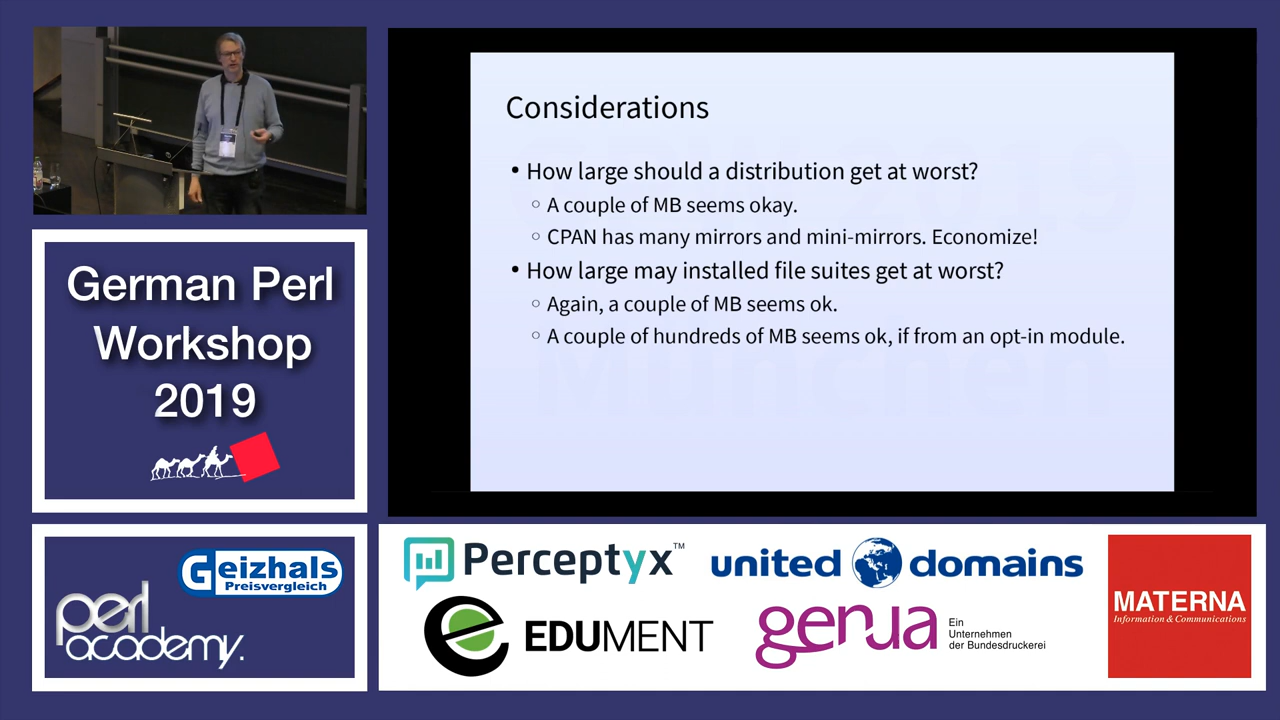 Considerations
• How large should a distribution get at worst?
○ A couple of MB seems okay.
○ CPAN has many mirrors and mini-mirrors. Economize!
• How large may installed file suites get at worst?
○ Again, a couple of MB seems ok.
○ A couple of hundreds of MB seems ok, if from an opt-in module.
German Perl
Workshop
2019
Geizhals
Preisvergleich
perl
academy.
Perceptyx™
united domains
EDUMENT
genua
Ein
Unternehmen
der Bundesdruckerei
MATERNA
Information & Communications